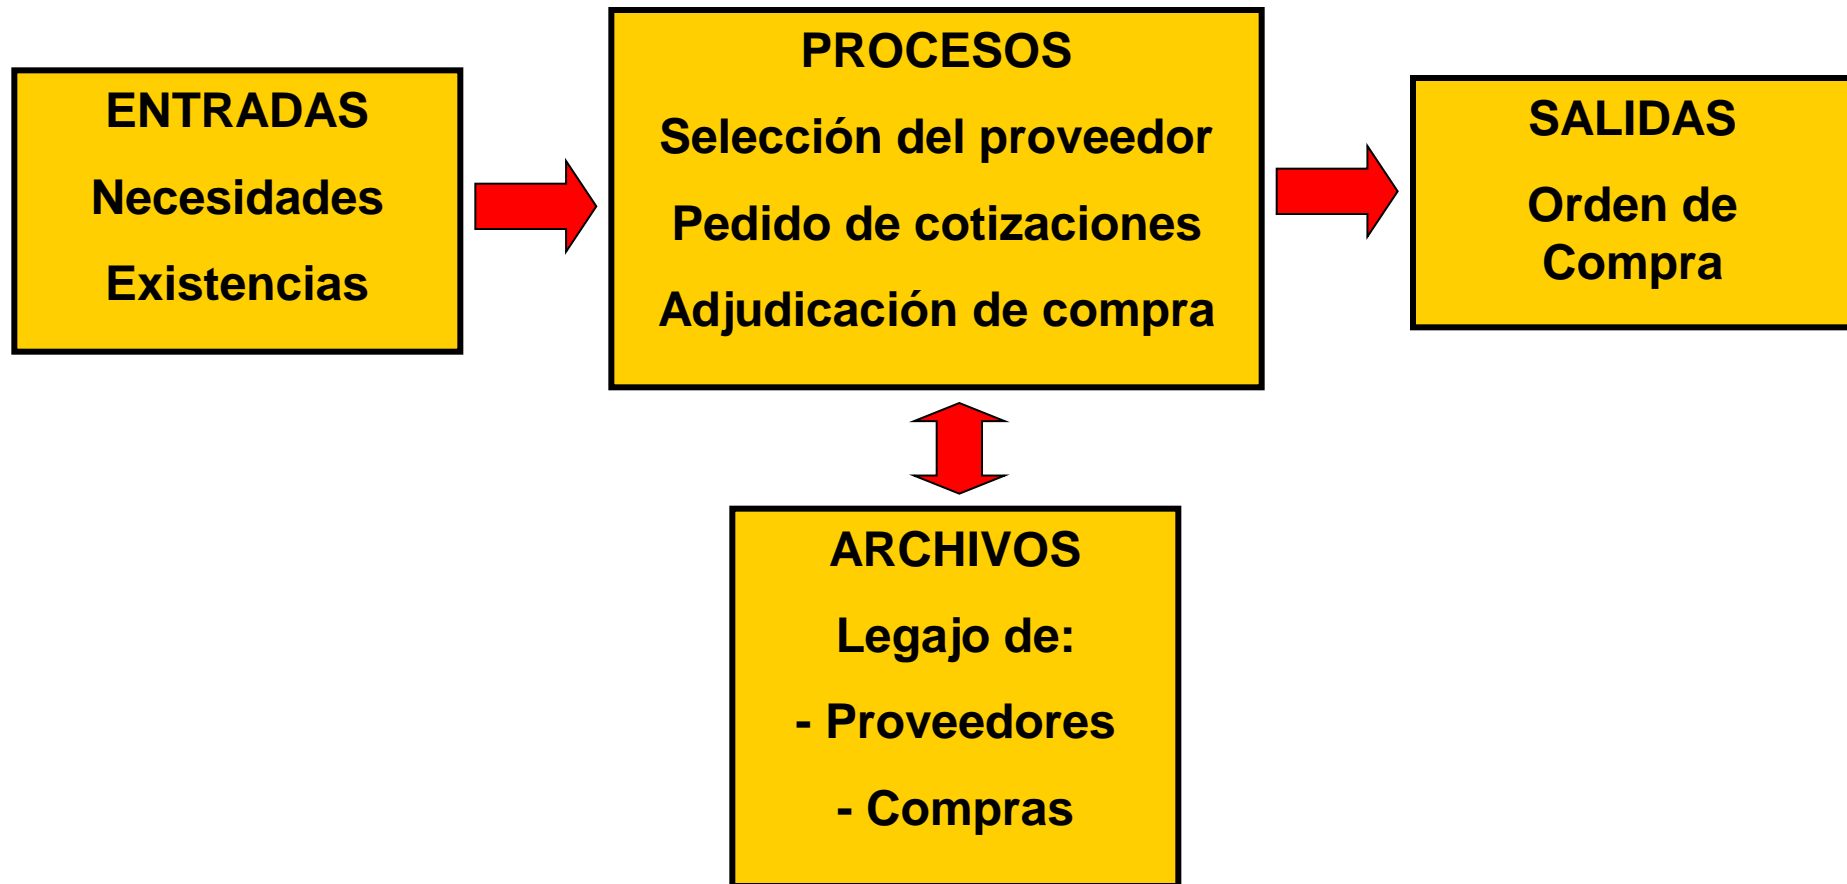 ENTRADAS
Necesidades
Existencias
PROCESOS
Selección del proveedor
Pedido de cotizaciones
Adjudicación de compra
SALIDAS
Orden de
Compra
ARCHIVOS
Legajo de:
- Proveedores
- Compras